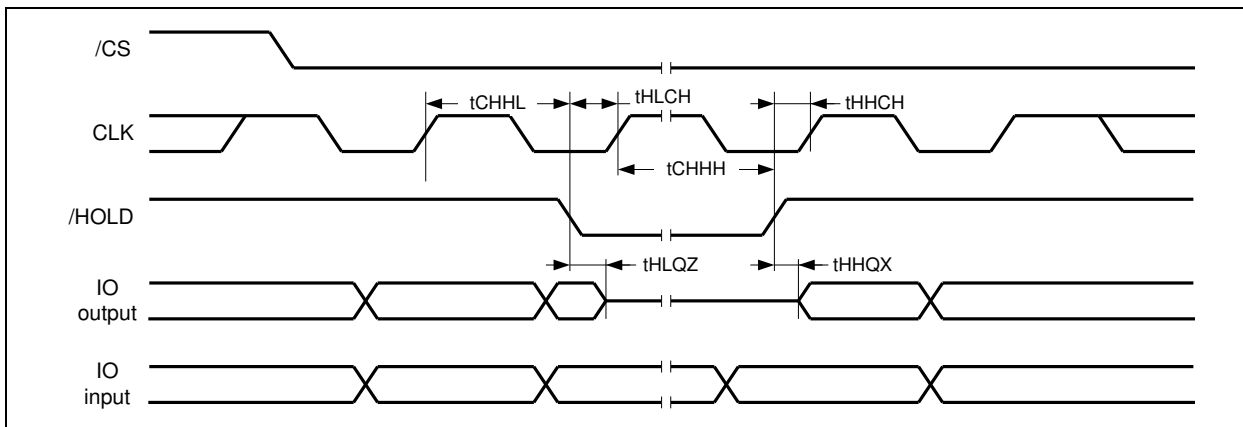 /CS
tCHHL
tHLCH
tHHCH
CLK
tCHHH
/HOLD
tHLQZ
tHHQX
IO
output
IO
input